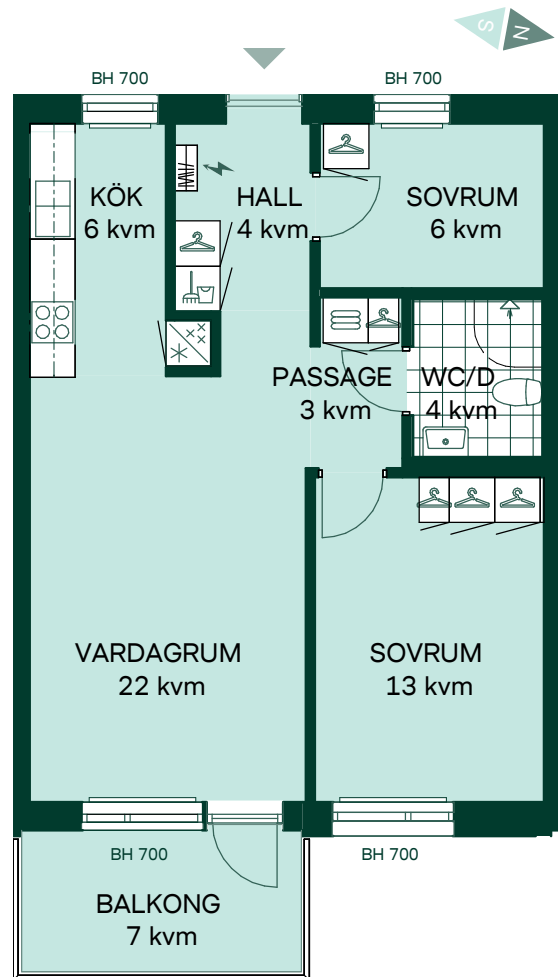 S N
BH 700
BH 700
KÖK
6 kvm
HALL
4 kvm
SOVRUM
6 kvm
PASSAGE
3 kvm
WC/D
4 kvm
VARDAGRUM
22 kvm
SOVRUM
13 kvm
BH 700
BH 700
BALKONG
7 kvm